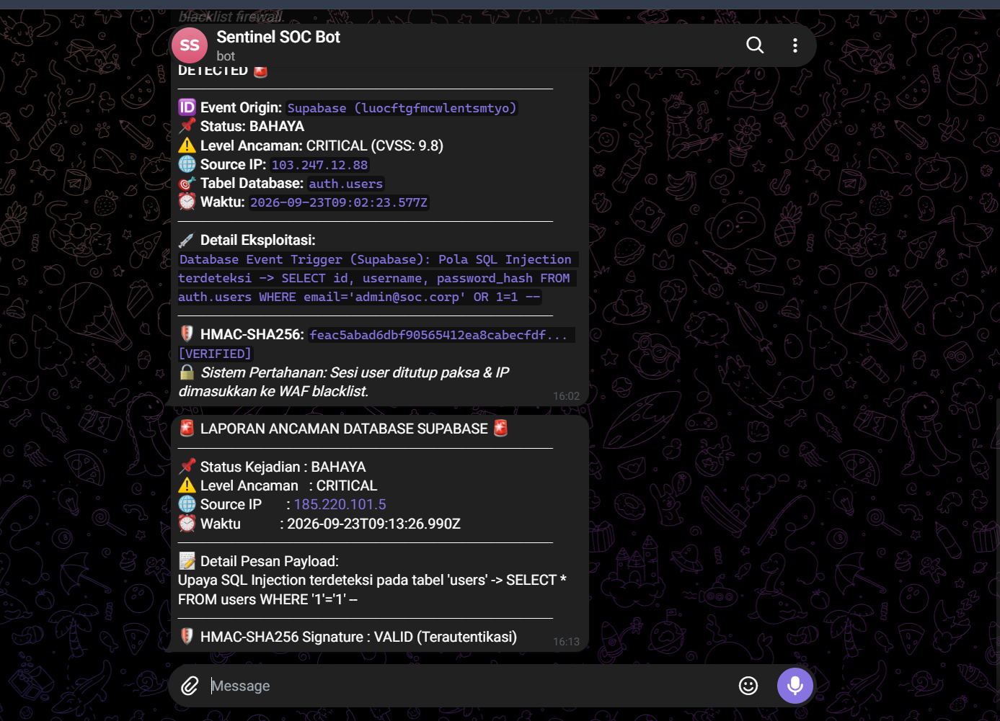 blacklist firewall.
15:57
SS
Sentinel SOC Bot
bot
DETECTED 🚨
🆔 Event Origin: Supabase (luocftgfmcwlentsmtyo)
📌 Status: BAHAYA
⚠️ Level Ancaman: CRITICAL (CVSS: 9.8)
🌐 Source IP: 103.247.12.88
🎯 Tabel Database: auth.users
⏰ Waktu: 2026-09-23T09:02:23.577Z
🗡️ Detail Eksploitasi:
Database Event Trigger (Supabase): Pola SQL Injection
terdeteksi -> SELECT id, username, password_hash FROM
auth.users WHERE email='admin@soc.corp' OR 1=1 --
🛡️ HMAC-SHA256: feac5abad6dbf90565412ea8cabecfdf...
[VERIFIED]
🔒 Sistem Pertahanan: Sesi user ditutup paksa & IP
dimasukkan ke WAF blacklist.
16:02
🚨 LAPORAN ANCAMAN DATABASE SUPABASE 🚨
📌 Status Kejadian : BAHAYA
⚠️ Level Ancaman : CRITICAL
🌐 Source IP : 185.220.101.5
⏰ Waktu : 2026-09-23T09:13:26.990Z
📝 Detail Pesan Payload:
Upaya SQL Injection terdeteksi pada tabel 'users' -> SELECT *
FROM users WHERE '1'='1' --
🛡️ HMAC-SHA256 Signature : VALID (Terautentikasi)
16:13
Message